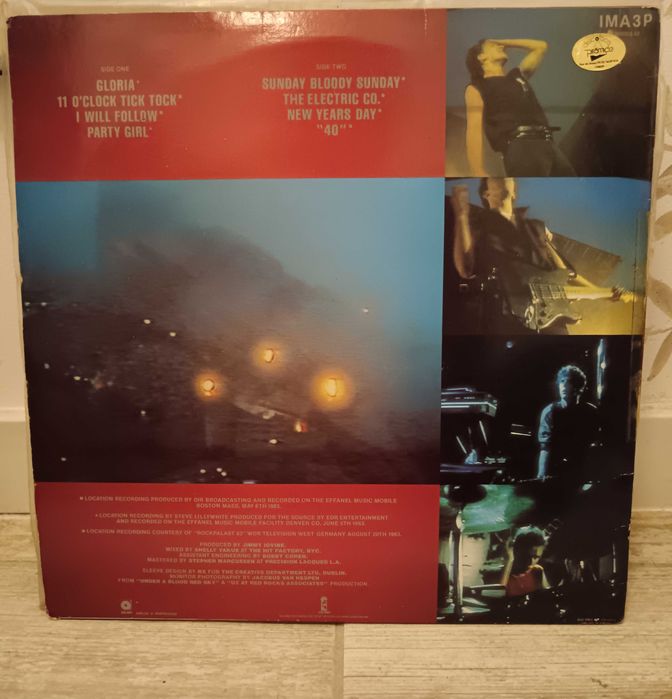 IMA3P
SIDE ONE
GLORIA*
11 O'CLOCK TICK TOCK*
I WILL FOLLOW*
PARTY GIRL*
SIDE TWO
SUNDAY BLOODY SUNDAY*
THE ELECTRIC CO.*
NEW YEARS DAY*
"40"*
* LOCATION RECORDING PRODUCED BY DIR BROADCASTING AND RECORDED ON THE EFFANEL MUSIC MOBILE
BOSTON MASS. MAY 6TH 1983.
* LOCATION RECORDING BY STEVE LILLYWHITE PRODUCED FOR THE SOURCE BY EDR ENTERTAINMENT
AND RECORDED ON THE EFFANEL MUSIC MOBILE FACILITY DENVER CO. JUNE 5TH 1983.
* LOCATION RECORDING COURTESY OF "ROCKPALAST 83" WDR TELEVISION WEST GERMANY AUGUST 20TH 1983.
PRODUCED BY JIMMY IOVINE.
MIXED BY SHELLY YAKUS AT THE HIT FACTORY, NYC.
ASSISTANT ENGINEERING BY BOBBY COHEN.
MASTERED BY STEPHEN MARCUSSEN AT PRECISION LACQUES L.A.
SLEEVE DESIGN BY RX FOR THE CREATIVE DEPARTMENT LTD. DUBLIN.
MONITOR PHOTOGRAPHY BY JACOBUS VAN HESPEN
FROM "UNDER A BLOOD RED SKY" & "U2 AT RED ROCKS ASSOCIATES" PRODUCTION.